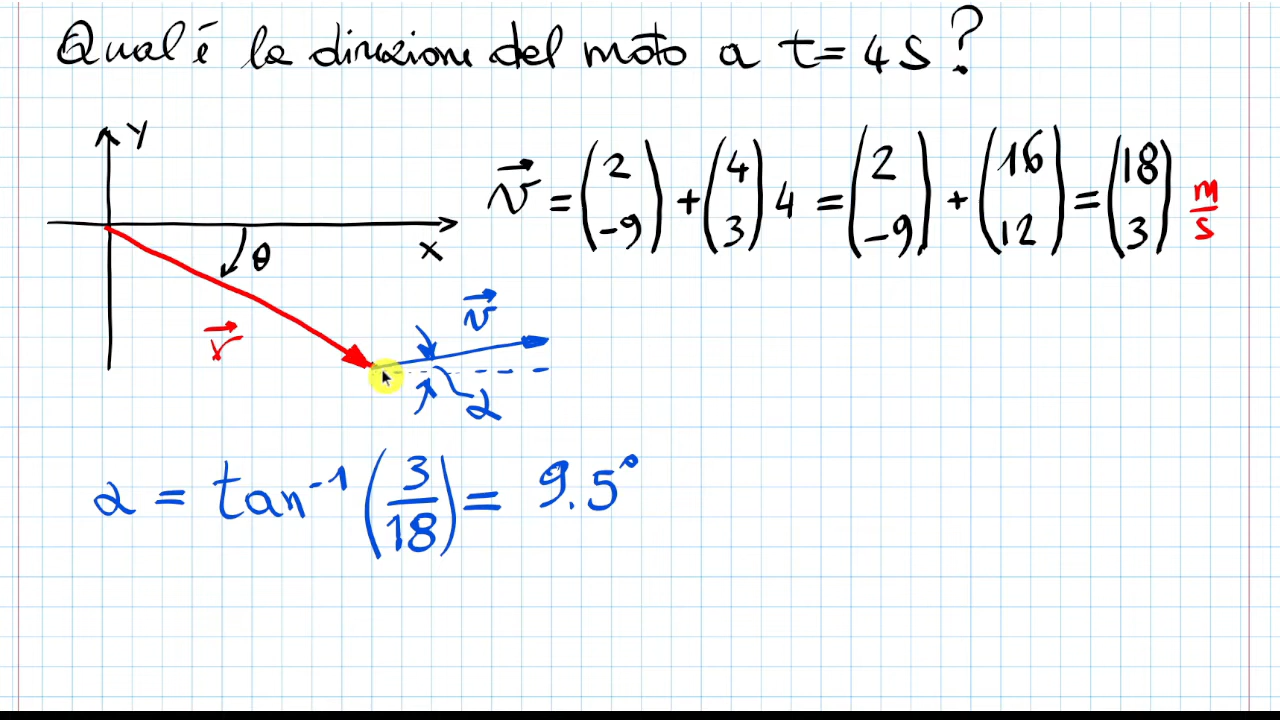 Qual è la direzione del moto a t = 4 s ?
y
v⃗ = (2 -9) + (4 3) 4 = (2 -9) + (16 12) = (18 3) m/s
x
θ
r⃗
v⃗
α
α = tan⁻¹ (3/18) = 9.5°